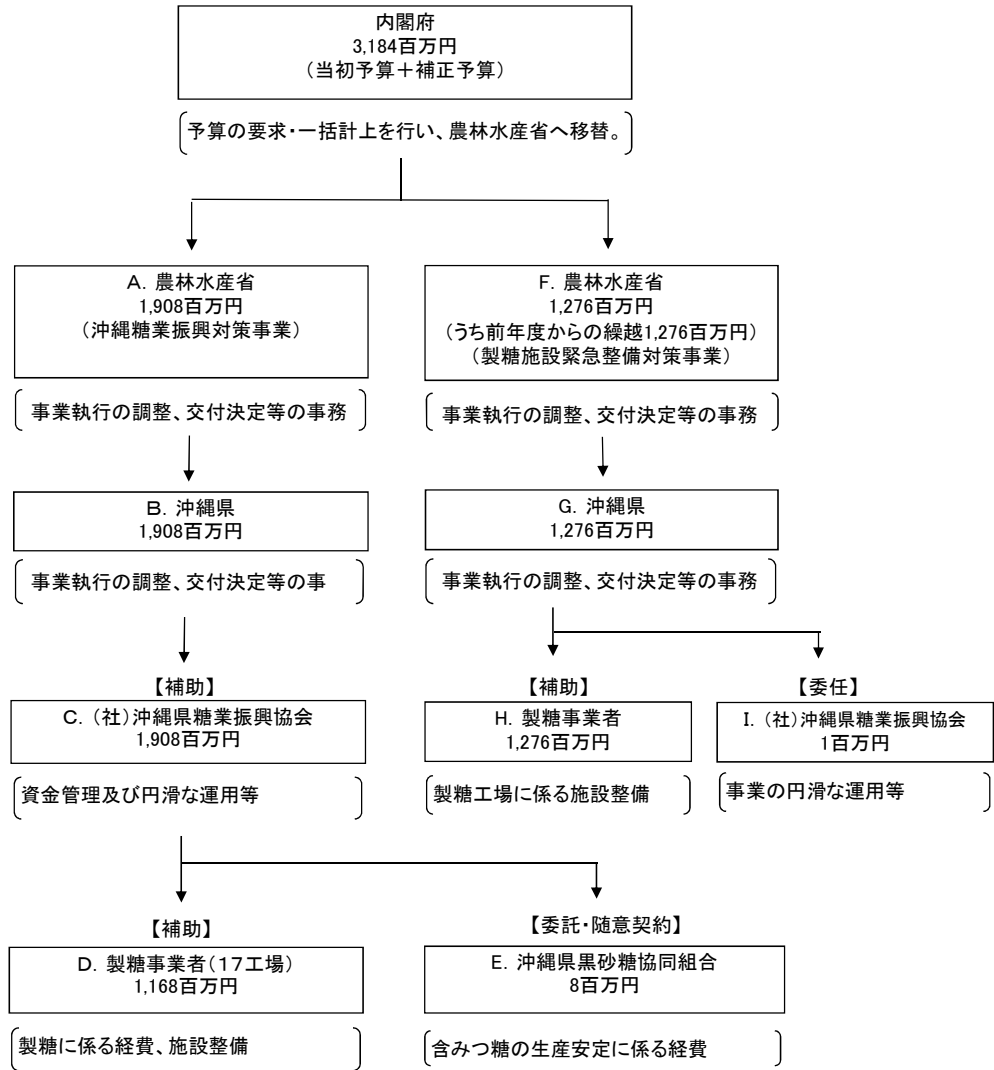 内閣府
3,184百万円
（当初予算＋補正予算）
予算の要求・一括計上を行い、農林水産省へ移替。
A．農林水産省
1,908百万円
（沖縄糖業振興対策事業）
事業執行の調整、交付決定等の事務
F．農林水産省
1,276百万円
（うち前年度からの繰越1,276百万円）
（製糖施設緊急整備対策事業）
事業執行の調整、交付決定等の事務
B．沖縄県
1,908百万円
事業執行の調整、交付決定等の事
G．沖縄県
1,276百万円
事業執行の調整、交付決定等の事務
【補助】
C．（社）沖縄県糖業振興協会
1,908百万円
資金管理及び円滑な運用等
【補助】
H．製糖事業者
1,276百万円
製糖工場に係る施設整備
【委任】
I．（社）沖縄県糖業振興協会
1百万円
事業の円滑な運用等
【補助】
D．製糖事業者（１７工場）
1,168百万円
製糖に係る経費、施設整備
【委託・随意契約】
E．沖縄県黒砂糖協同組合
8百万円
含みつ糖の生産安定に係る経費